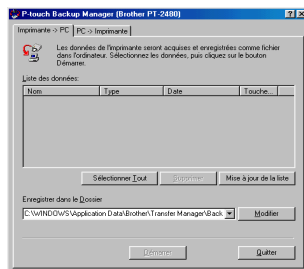 P-touch Backup Manager (Brother PT-2480)
Imprimante -> PC PC -> Imprimante
Les données de l'imprimante seront acquises et enregistrées comme fichier
dans l'ordinateur. Sélectionnez les données, puis cliquez sur le bouton
Démarrer.
Liste des données:
Nom Type Date Touche...
Sélectionner Tout Supprimer Mise à jour de la liste
Enregistrer dans le Dossier
C:\WINDOWS\Application Data\Brother\Transfer Manager\Back Modifier
Démarrer Quitter